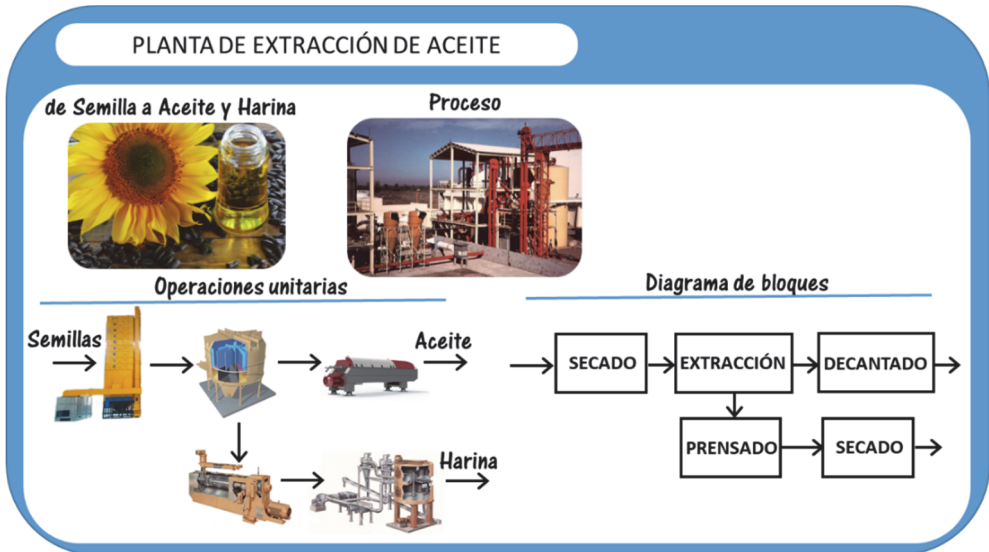 PLANTA DE EXTRACCIÓN DE ACEITE
de Semilla a Aceite y Harina
Proceso
Operaciones unitarias
Diagrama de bloques
Semillas
Aceite
Harina
SECADO
EXTRACCIÓN
DECANTADO
PRENSADO
SECADO